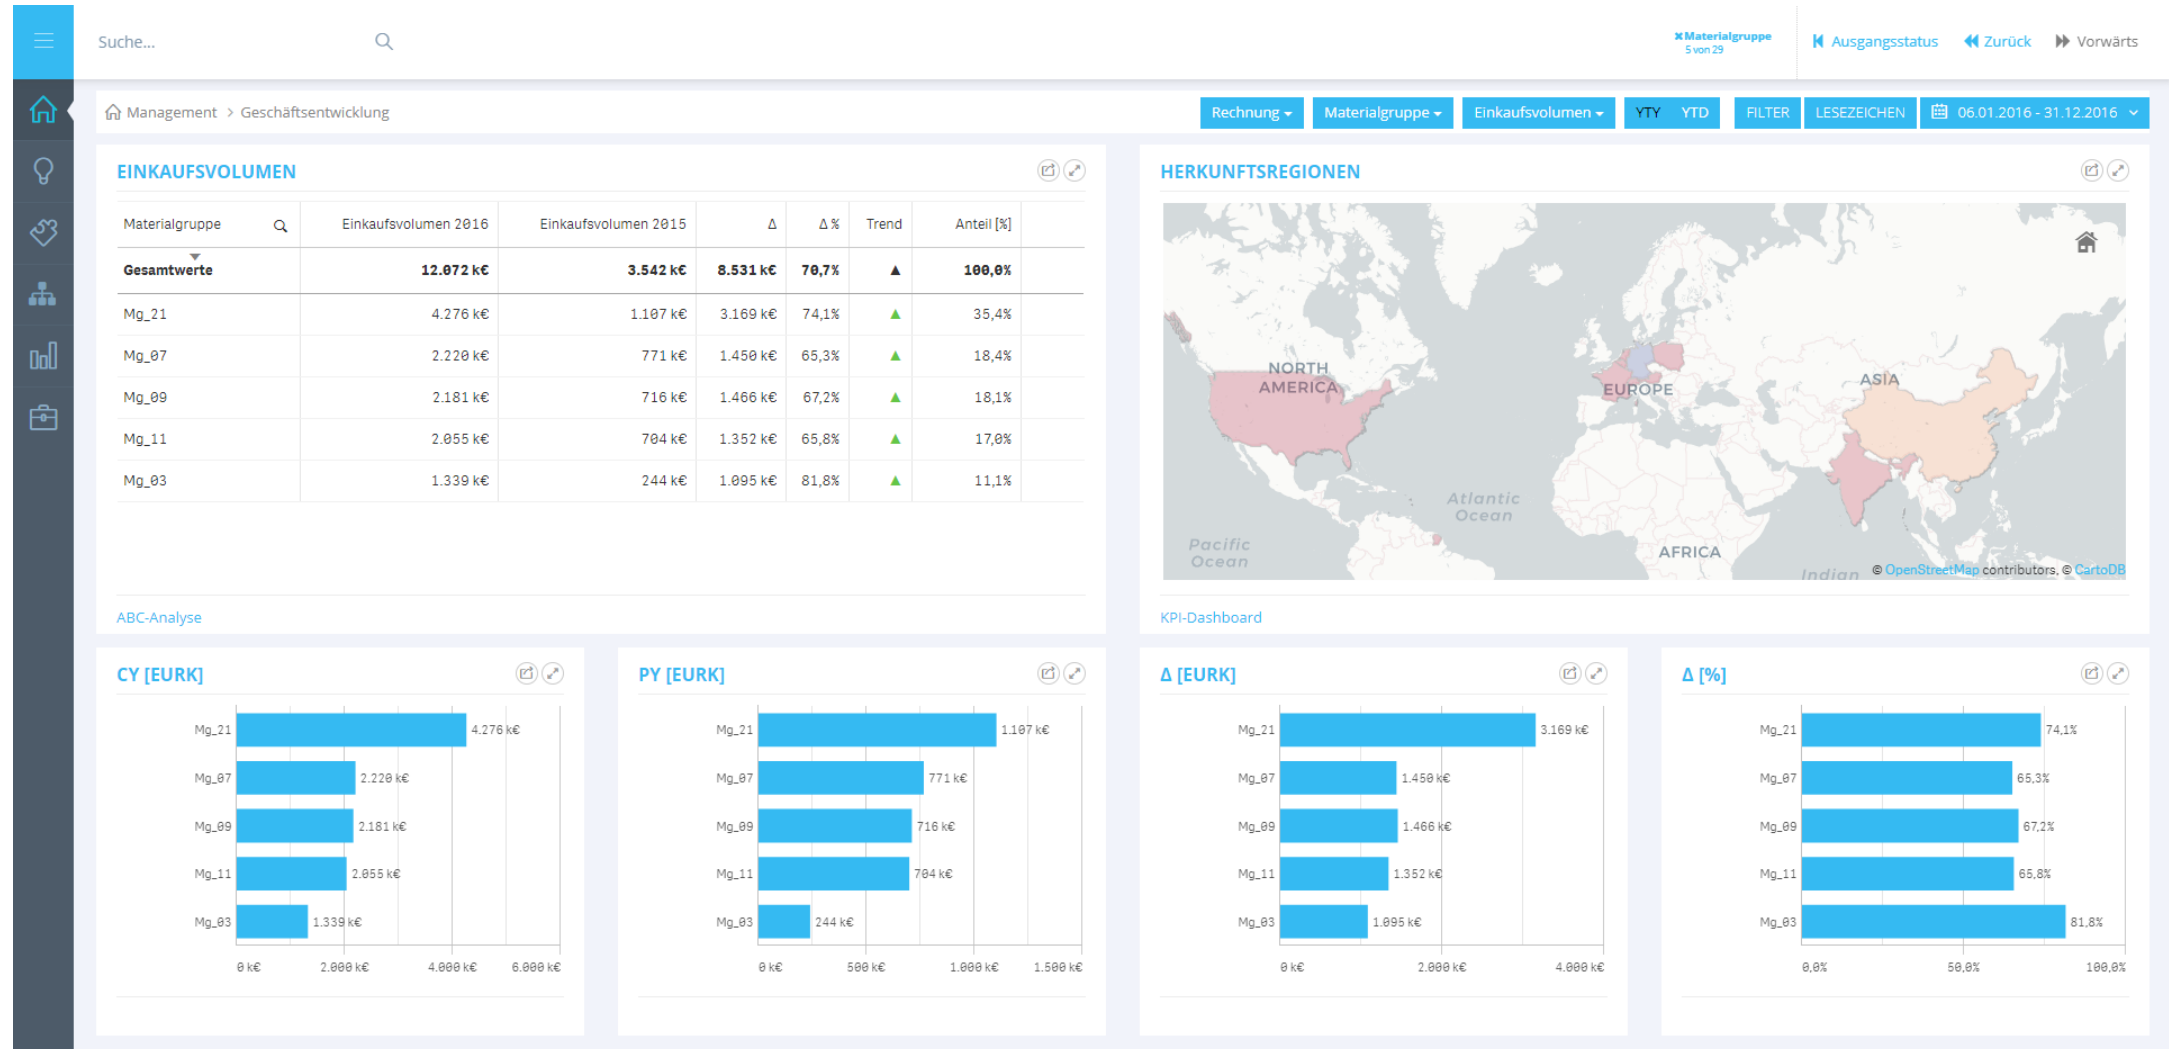 Suche...
×Materialgruppe
5 von 29
Ausgangsstatus Zurück Vorwärts
Management > Geschäftsentwicklung
Rechnung Materialgruppe Einkaufsvolumen YTY YTD FILTER LESEZEICHEN 06.01.2016 - 31.12.2016
EINKAUFSVOLUMEN
Materialgruppe Einkaufsvolumen 2016 Einkaufsvolumen 2015 Δ Δ % Trend Anteil [%]
Gesamtwerte 12.072 k€ 3.542 k€ 8.531 k€ 70,7% ▲ 100,0%
Mg_21 4.276 k€ 1.107 k€ 3.169 k€ 74,1% ▲ 35,4%
Mg_07 2.220 k€ 771 k€ 1.450 k€ 65,3% ▲ 18,4%
Mg_09 2.181 k€ 716 k€ 1.466 k€ 67,2% ▲ 18,1%
Mg_11 2.055 k€ 704 k€ 1.352 k€ 65,8% ▲ 17,0%
Mg_03 1.339 k€ 244 k€ 1.095 k€ 81,8% ▲ 11,1%
ABC-Analyse
HERKUNFTSREGIONEN
NORTH
AMERICA
EUROPE
ASIA
Atlantic
Ocean
Pacific
Ocean
AFRICA
Indian
© OpenStreetMap contributors, © CartoDB
KPI-Dashboard
CY [EURK]
Mg_21 4.276 k€
Mg_07 2.220 k€
Mg_09 2.181 k€
Mg_11 2.055 k€
Mg_03 1.339 k€
0 k€ 2.000 k€ 4.000 k€ 6.000 k€
PY [EURK]
Mg_21 1.107 k€
Mg_07 771 k€
Mg_09 716 k€
Mg_11 704 k€
Mg_03 244 k€
0 k€ 500 k€ 1.000 k€ 1.500 k€
Δ [EURK]
Mg_21 3.169 k€
Mg_07 1.450 k€
Mg_09 1.466 k€
Mg_11 1.352 k€
Mg_03 1.095 k€
0 k€ 2.000 k€ 4.000 k€
Δ [%]
Mg_21 74,1%
Mg_07 65,3%
Mg_09 67,2%
Mg_11 65,8%
Mg_03 81,8%
0,0% 50,0% 100,0%